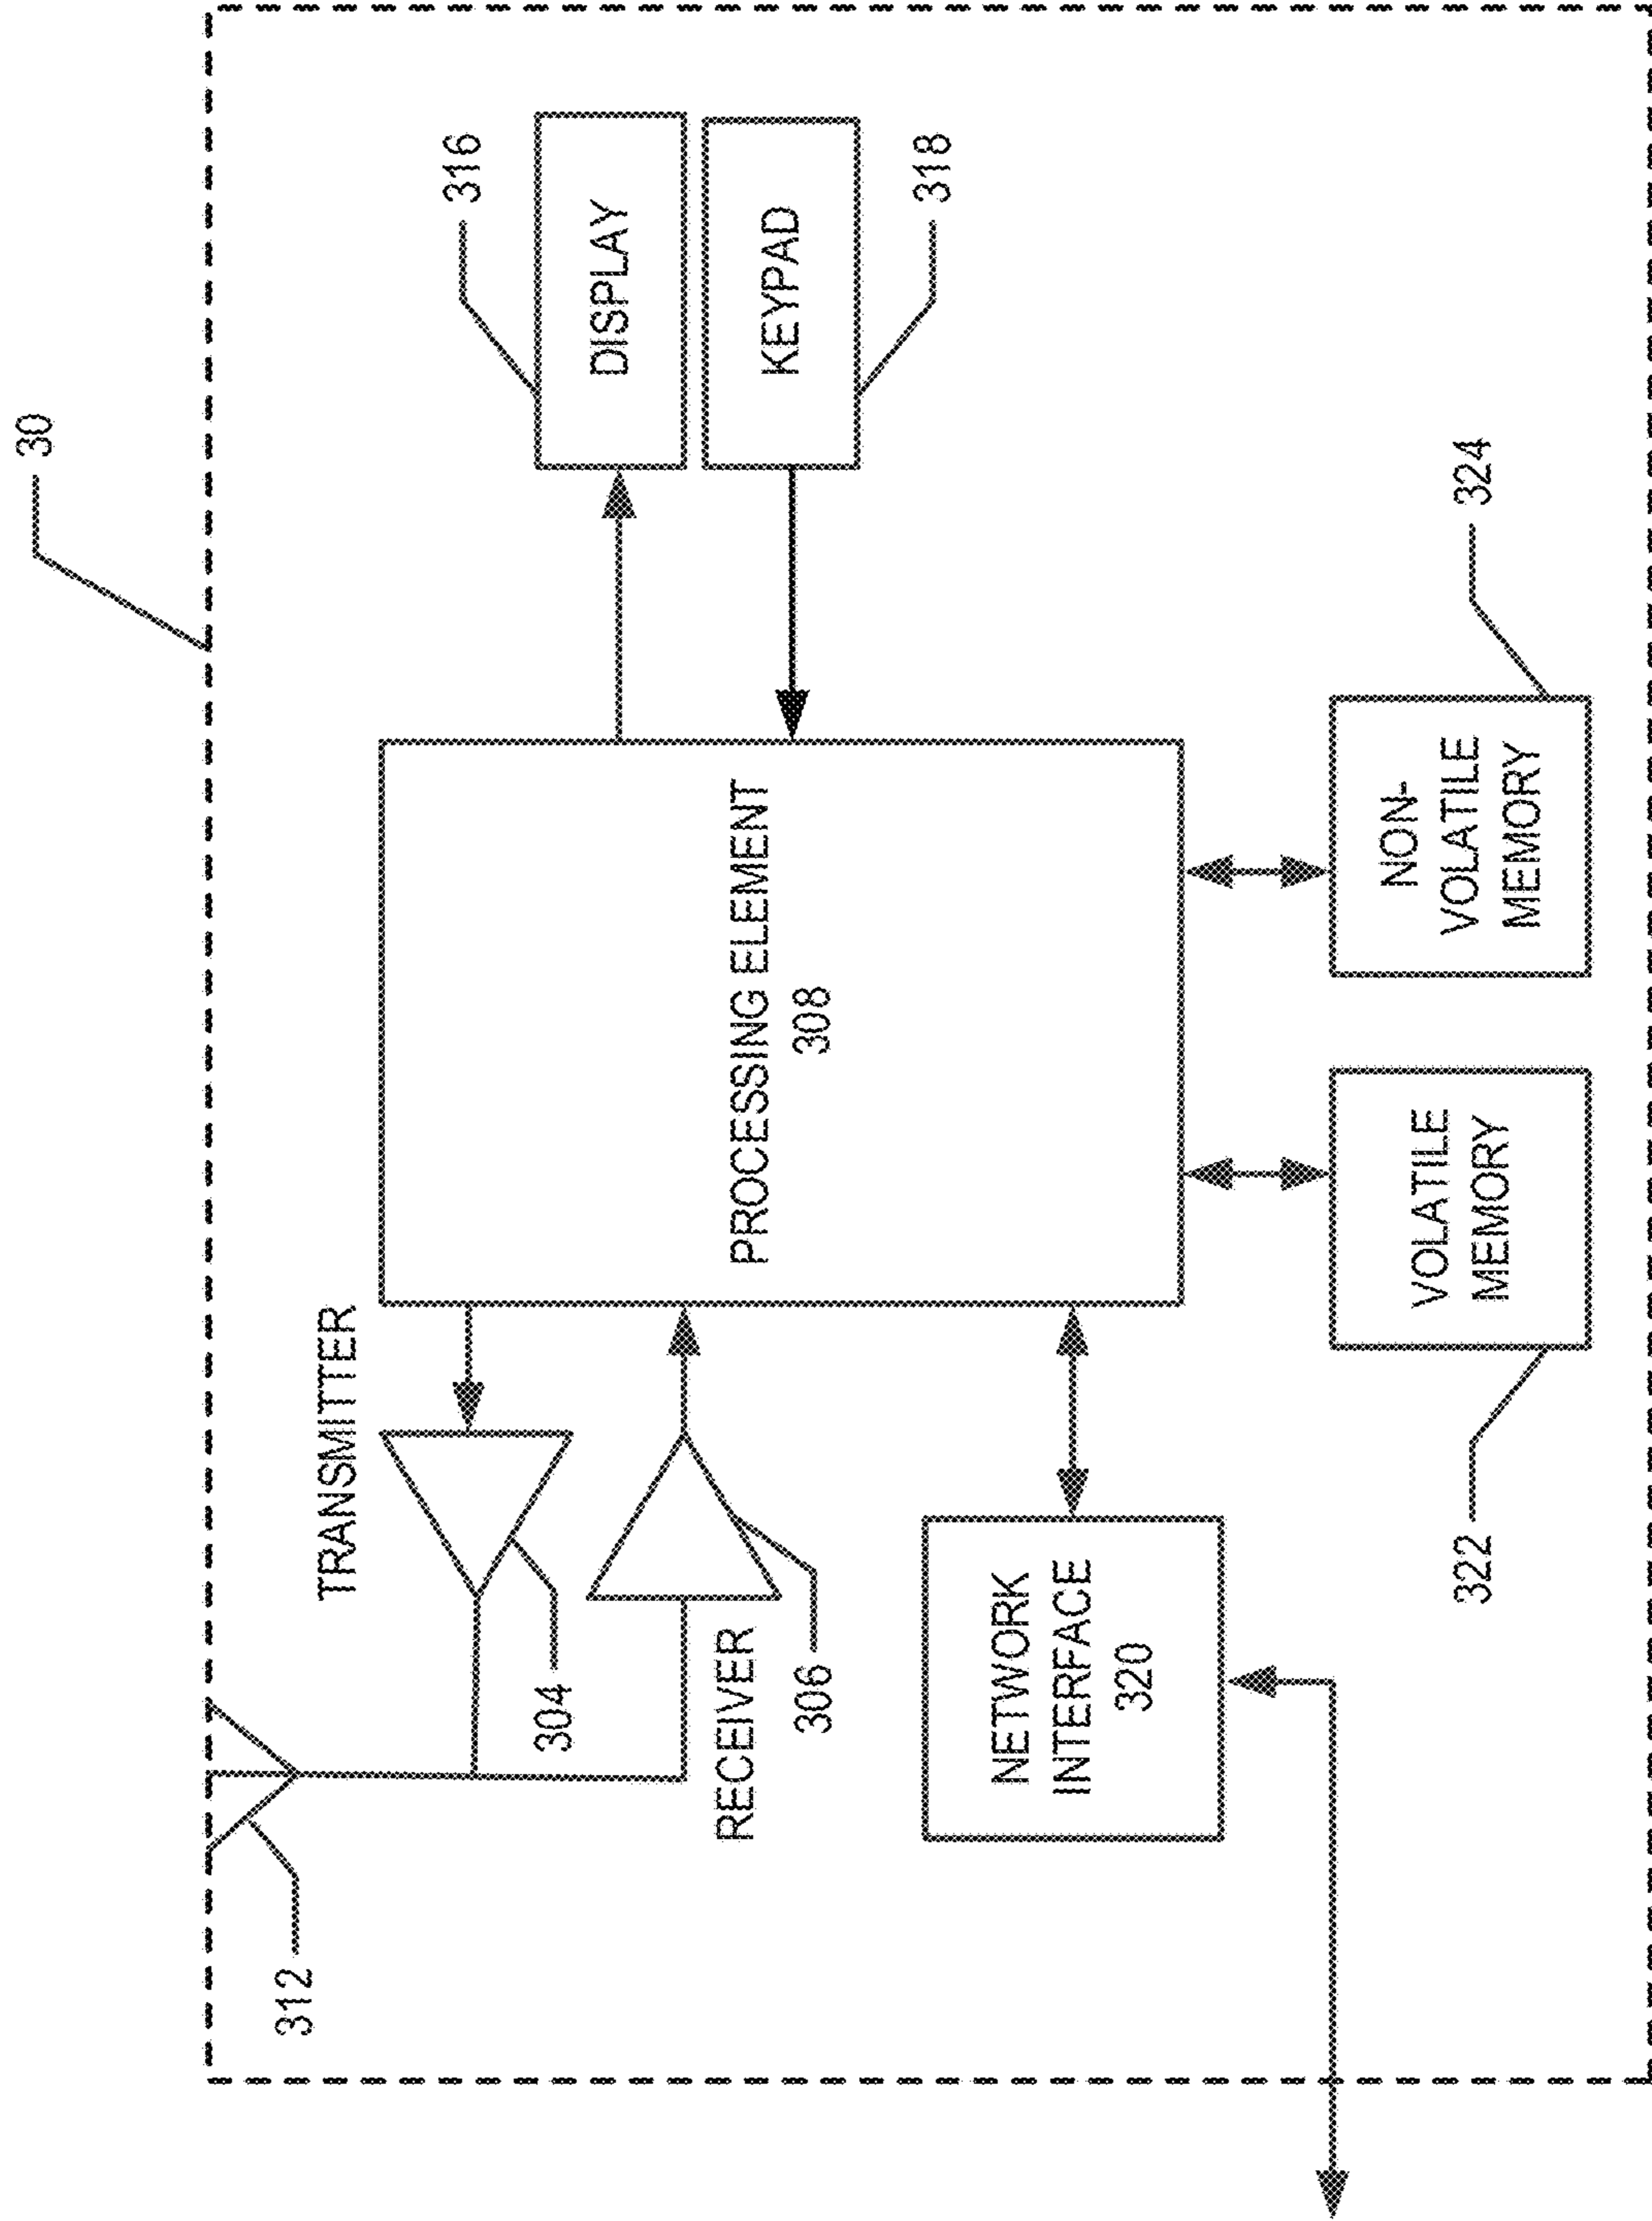 30
312
TRANSMITTER
304
RECEIVER
306
PROCESSING ELEMENT
308
316
DISPLAY
KEYPAD
318
NETWORK
INTERFACE
320
322
VOLATILE
MEMORY
NON-
VOLATILE
MEMORY
324